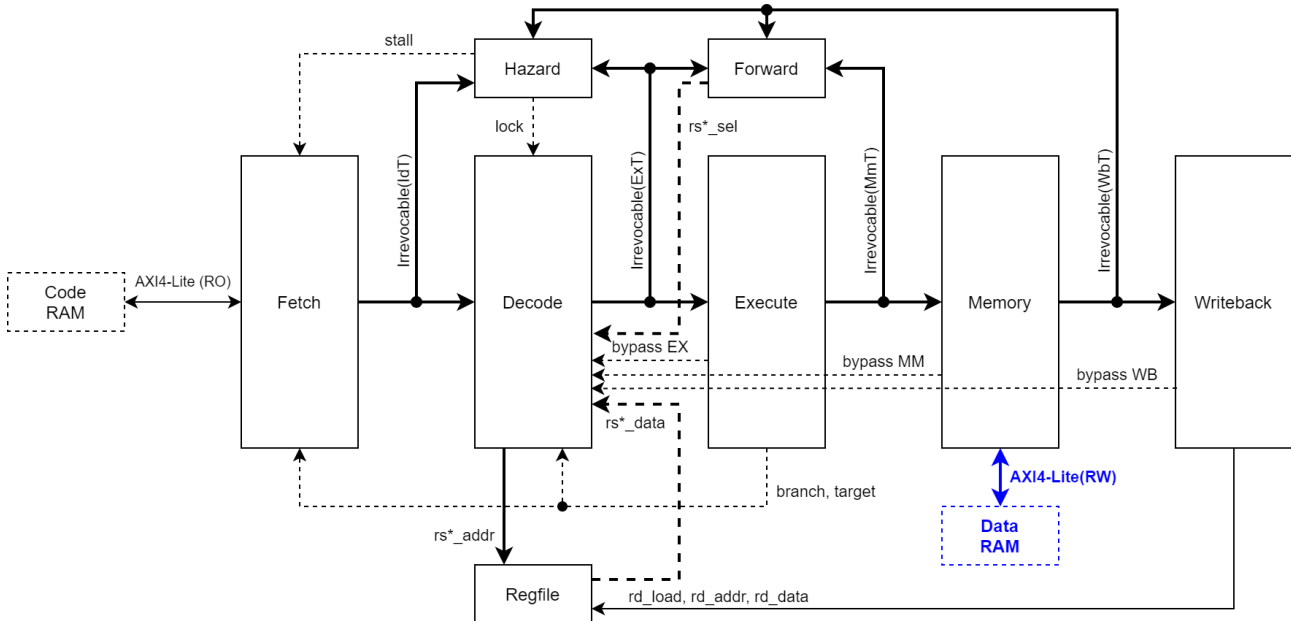 stall
Hazard
Forward
lock
rs*_sel
Irrevocable(IdT)
Irrevocable(ExT)
Irrevocable(MmT)
Irrevocable(WbT)
AXI4-Lite (RO)
Code
RAM
Fetch
Decode
Execute
Memory
Writeback
bypass EX
bypass MM
bypass WB
rs*_data
branch, target
AXI4-Lite(RW)
Data
RAM
rs*_addr
Regfile
rd_load, rd_addr, rd_data